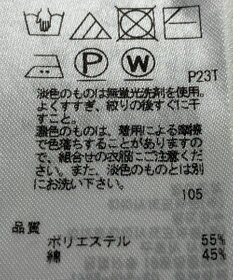 P W
P23T
淡色のものは無蛍光洗剤を使用。
よくすすぎ、絞りの後すぐに干
すこと。
濃色のものは、着用による摩擦
で色落ちすることがありますの
で、組合せの衣服にご注意くださ
い。また、淡色のものとは別
にお洗い下さい。
105
品質
ポリエステル 55%
綿 45%